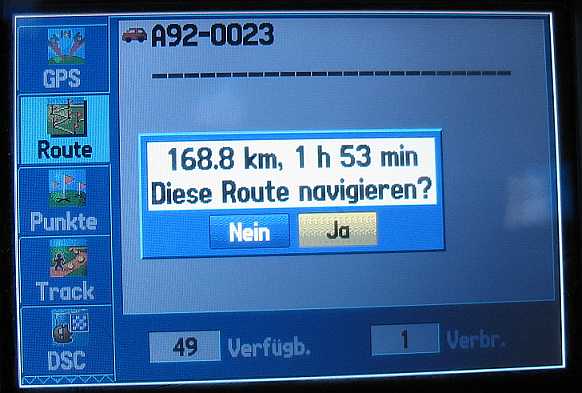 A92-0023
GPS
Route
Punkte
Track
DSC
168.8 km, 1 h 53 min
Diese Route navigieren?
Nein Ja
49 Verfügb. 1 Verbr.